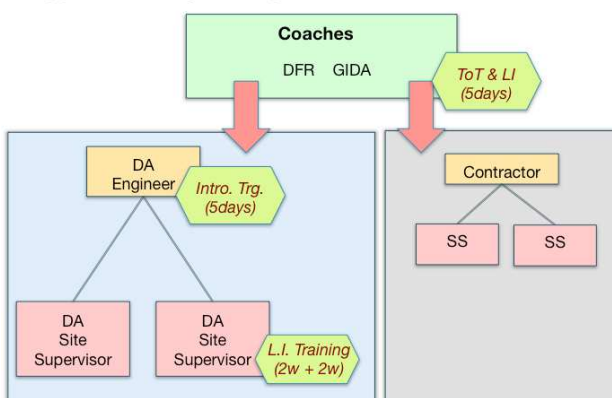 Coaches
DFR GIDA
ToT & LI
(5days)
DA
Engineer
Intro. Trg.
(5days)
Contractor
SS
SS
DA
Site
Supervisor
DA
Site
Supervisor
L.I. Training
(2w + 2w)